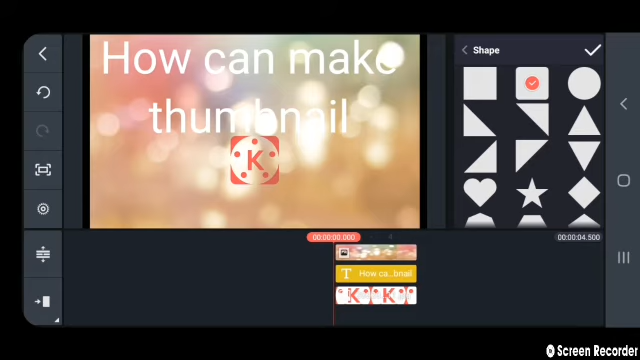 How can make
thumbnail
K
Shape
00:00:00.000
00:00:04.500
T How ca...bnail
K K
Screen Recorder